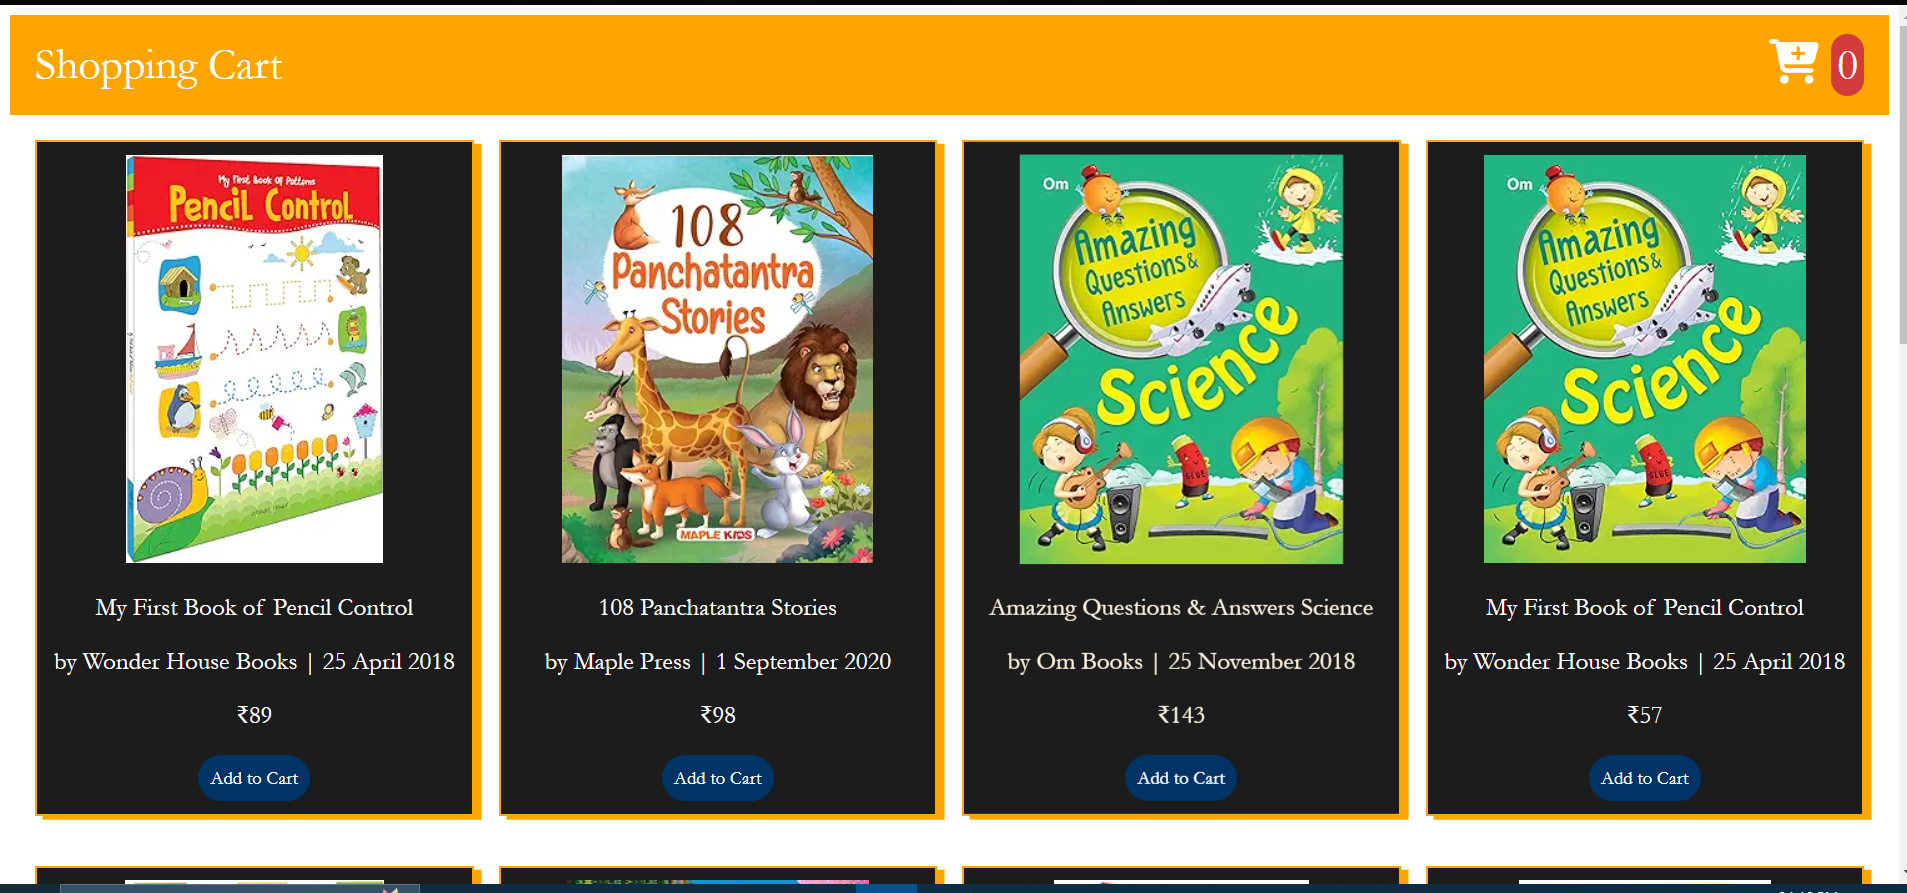 Shopping Cart
0
My First Book Of Patterns
Pencil Control
108
Panchatantra
Stories
MAPLE KIDS
Om
Amazing
Questions &
Answers
Science
GLUE
Om
Amazing
Questions &
Answers
Science
GLUE
My First Book of Pencil Control
by Wonder House Books | 25 April 2018
₹89
Add to Cart
108 Panchatantra Stories
by Maple Press | 1 September 2020
₹98
Add to Cart
Amazing Questions & Answers Science
by Om Books | 25 November 2018
₹143
Add to Cart
My First Book of Pencil Control
by Wonder House Books | 25 April 2018
₹57
Add to Cart